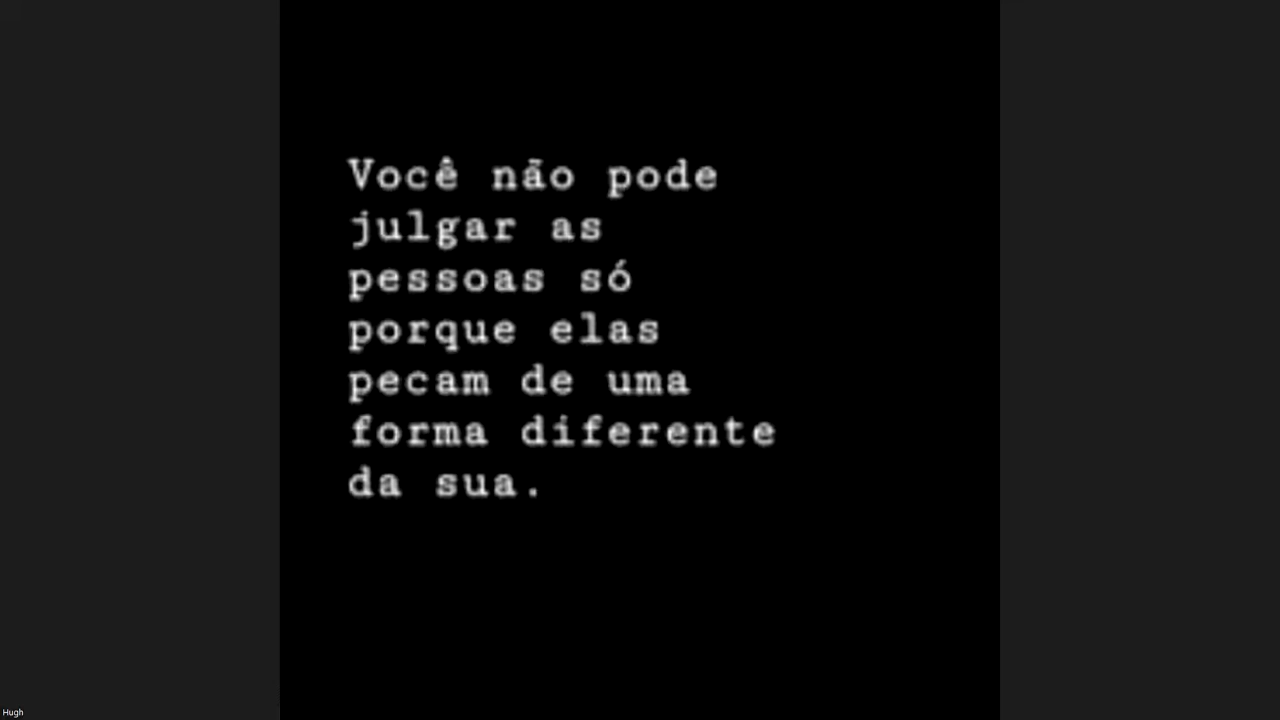 Você não pode
julgar as
pessoas só
porque elas
pecam de uma
forma diferente
da sua.
Hugh